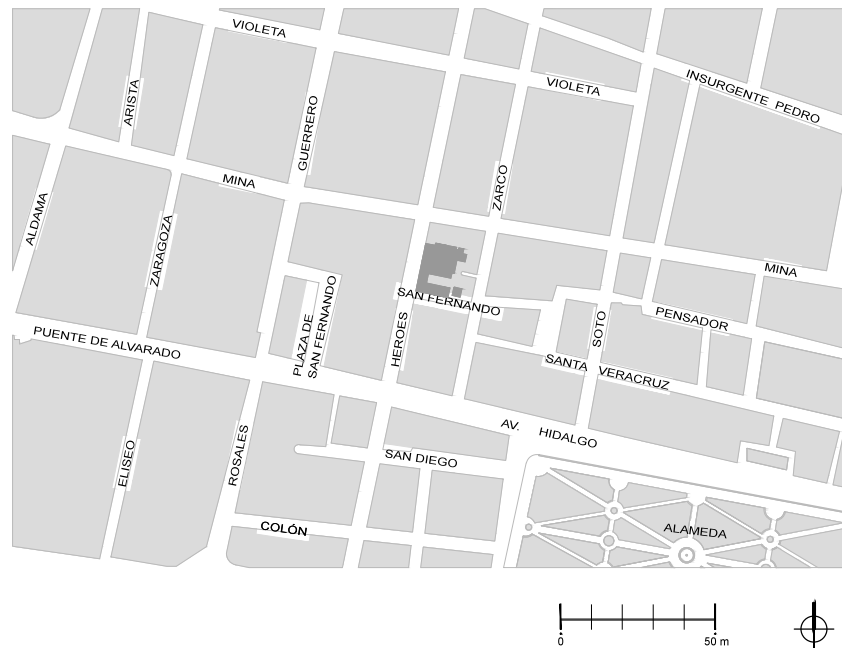 VIOLETA
INSURGENTE PEDRO
VIOLETA
ARISTA
GUERRERO
ZARCO
MINA
ALDAMA
ZARAGOZA
MINA
SAN FERNANDO
PENSADOR
PLAZA DE
SAN FERNANDO
HEROES
SOTO
PUENTE DE ALVARADO
SANTA VERACRUZ
AV. HIDALGO
ELISEO
ROSALES
SAN DIEGO
COLÓN
ALAMEDA
0
50 m